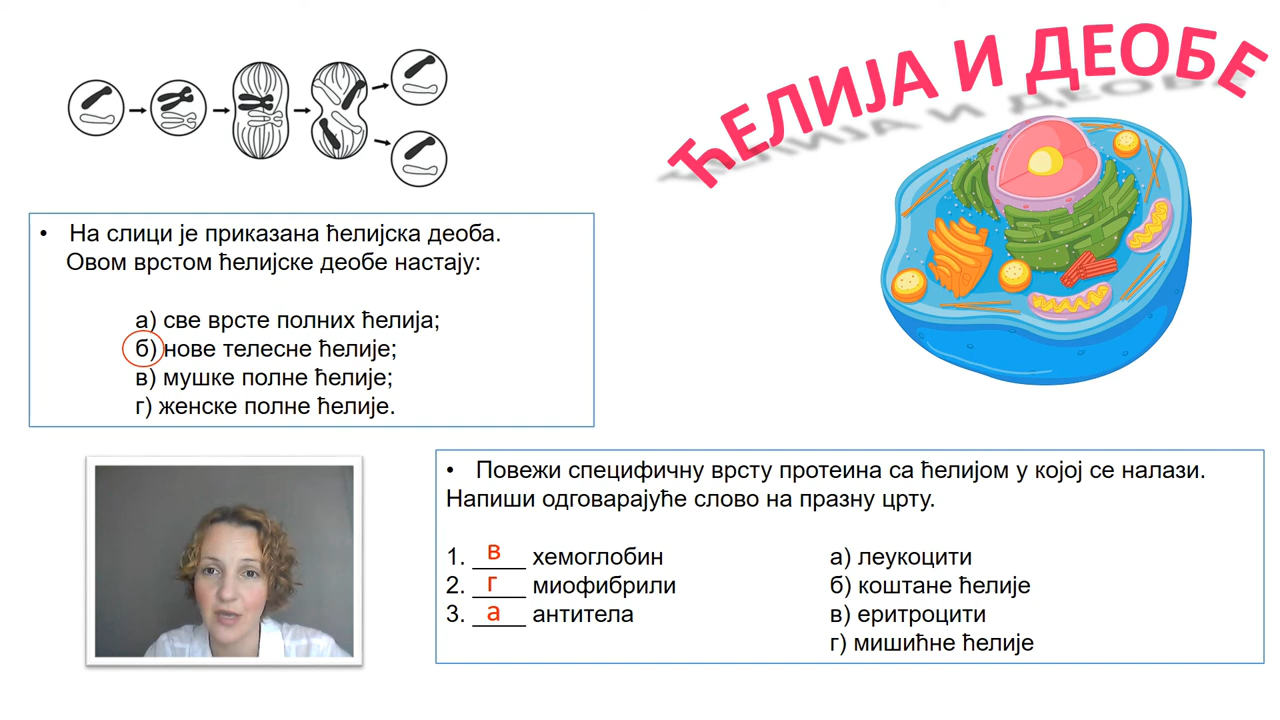 ЋЕЛИЈА И ДЕОБЕ
• На слици је приказана ћелијска деоба.
Овом врстом ћелијске деобе настају:
а) све врсте полних ћелија;
б) нове телесне ћелије;
в) мушке полне ћелије;
г) женске полне ћелије.
• Повежи специфичну врсту протеина са ћелијом у којој се налази.
Напиши одговарајуће слово на празну црту.
1. в хемоглобин
2. г миофибрили
3. а антитела
а) леукоцити
б) коштане ћелије
в) еритроцити
г) мишићне ћелије